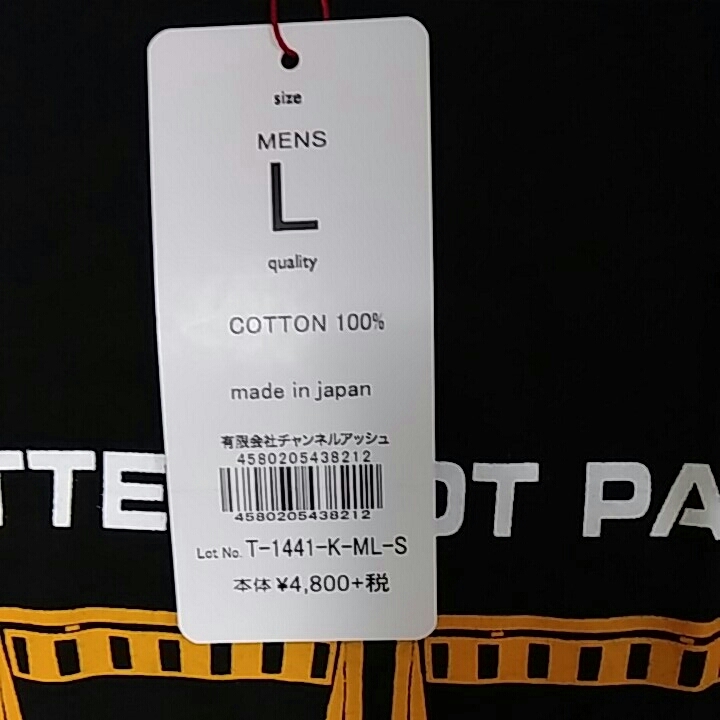 size
MENS
L
quality
COTTON 100%
made in japan
有限会社チャンネルアッシュ
4580205438212
4580205438212
Lot No. T-1441-K-ML-S
本体 ¥4,800+税
TTE OT PA